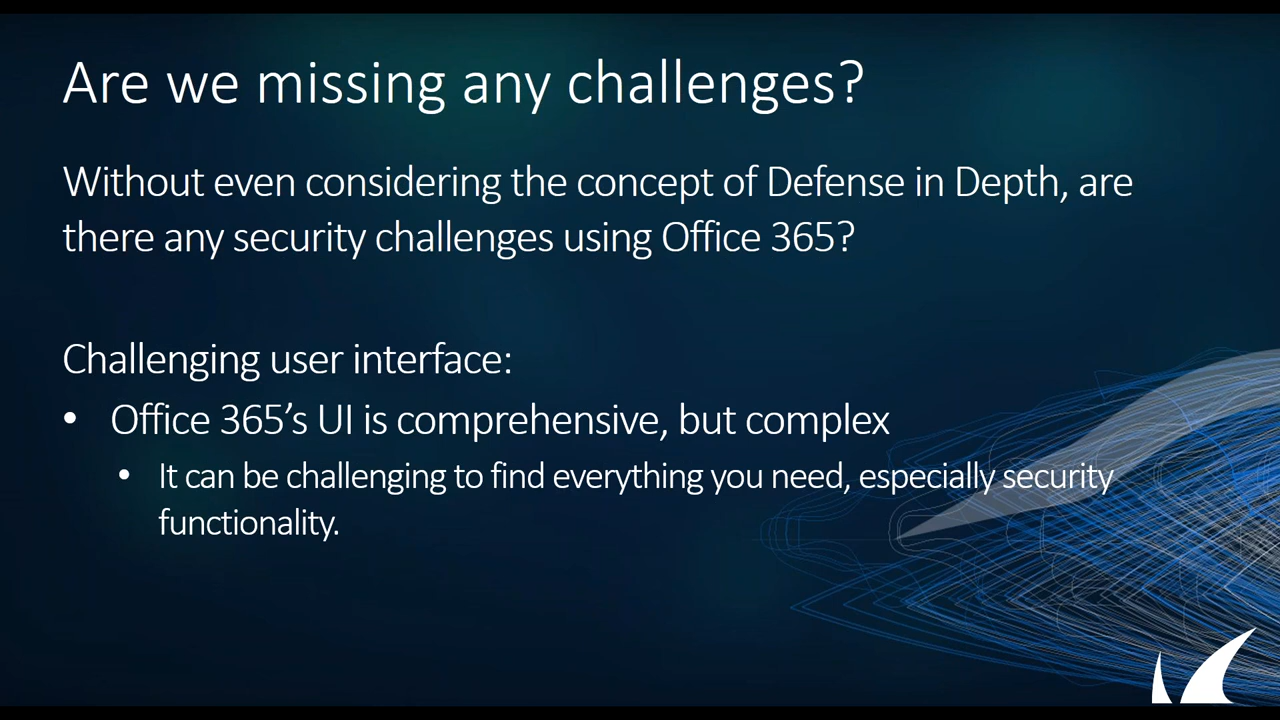 Are we missing any challenges?
Without even considering the concept of Defense in Depth, are
there any security challenges using Office 365?
Challenging user interface:
• Office 365’s UI is comprehensive, but complex
• It can be challenging to find everything you need, especially security
functionality.